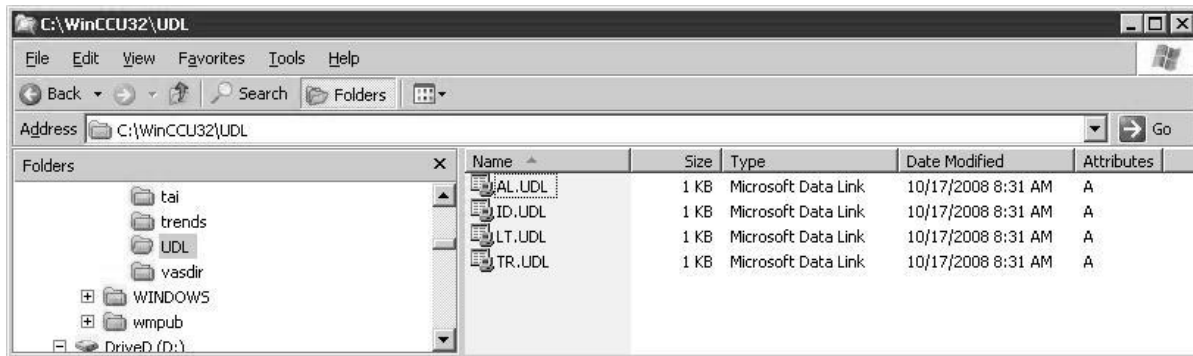 C:\WinCCU32\UDL
File Edit View Favorites Tools Help
Back Search Folders
Address C:\WinCCU32\UDL Go
Folders
tai
trends
UDL
vasdir
WINDOWS
wmpub
DriveD (D:)
Name Size Type Date Modified Attributes
AL.UDL 1 KB Microsoft Data Link 10/17/2008 8:31 AM A
ID.UDL 1 KB Microsoft Data Link 10/17/2008 8:31 AM A
LT.UDL 1 KB Microsoft Data Link 10/17/2008 8:31 AM A
TR.UDL 1 KB Microsoft Data Link 10/17/2008 8:31 AM A